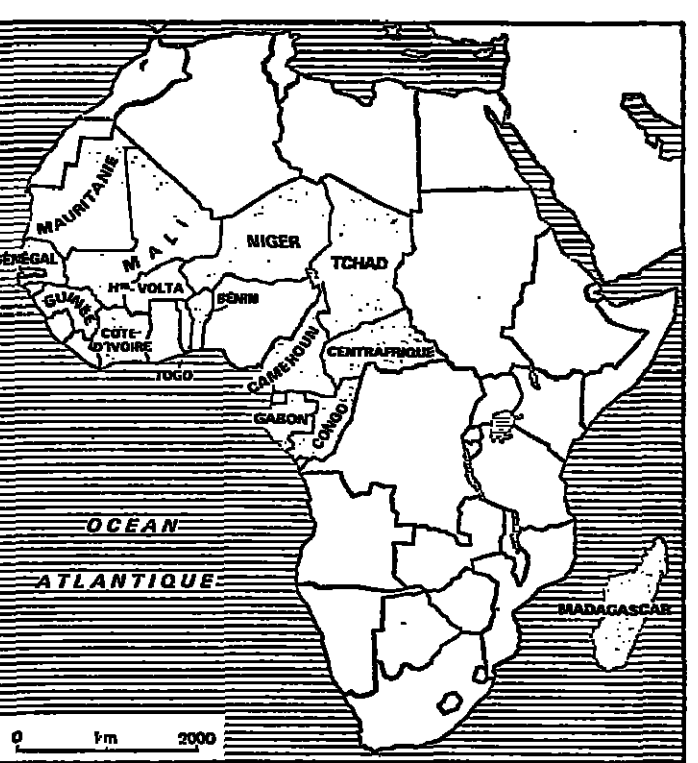 MAURITANIE
MALI
NIGER
TCHAD
SÉNÉGAL
Hte-VOLTA
BÉNIN
GUINÉE
CÔTE-
D'IVOIRE
TOGO
CAMEROUN
CENTRAFRIQUE
GABON
CONGO
OCEAN
ATLANTIQUE
MADAGASCAR
0 km 2000